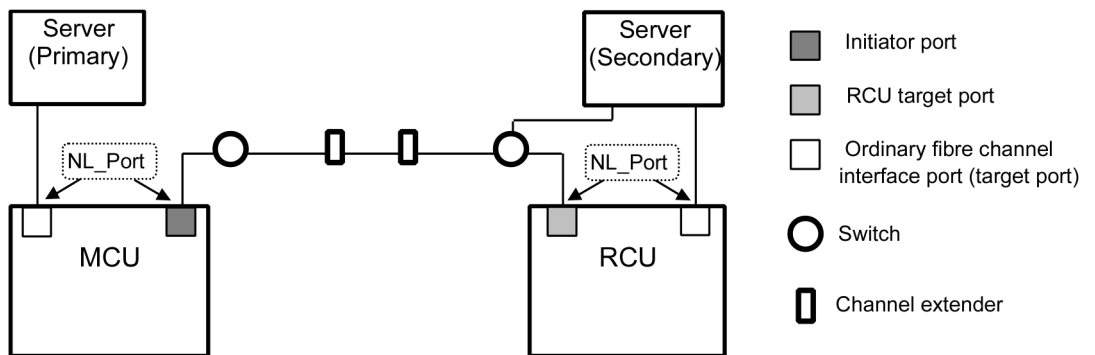 Server
(Primary)
Server
(Secondary)
Initiator port
RCU target port
NL_Port
NL_Port
Ordinary fibre channel
interface port (target port)
MCU
RCU
Switch
Channel extender